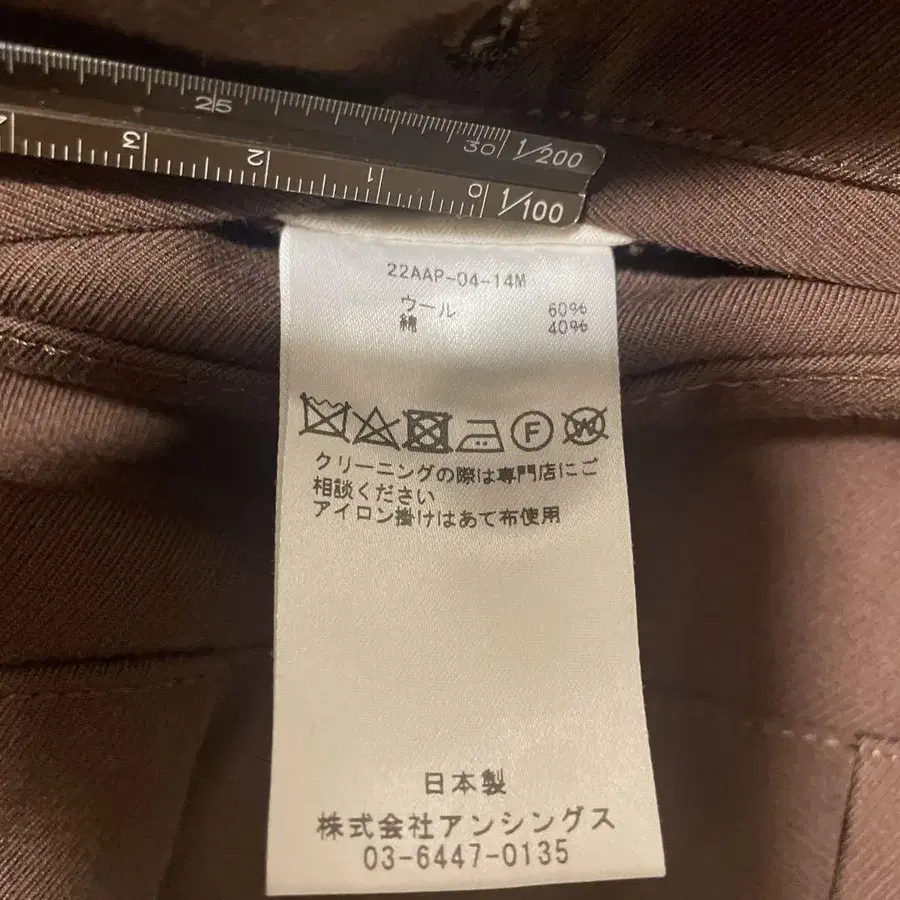 25
30 1/200
4 3 2 1 0 1/100
22AAP-04-14M
ウール 60%
綿 40%
F W
クリーニングの際は専門店にご
相談ください
アイロン掛けはあて布使用
日本製
株式会社アンシングス
03-6447-0135